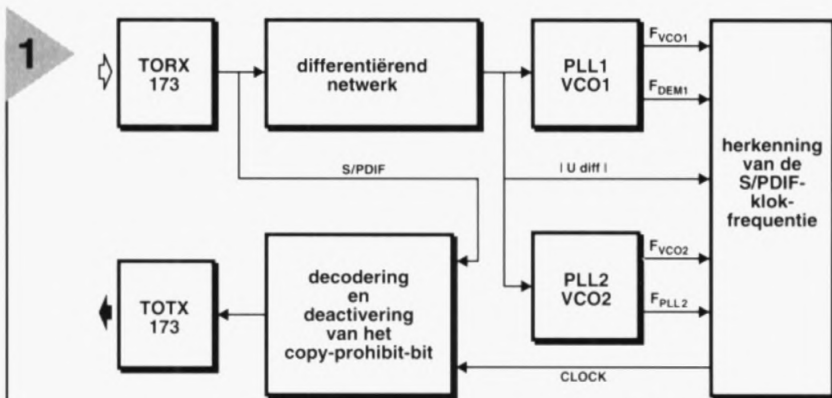 1
TORX
173
differentiërend
netwerk
PLL1
VCO1
FVCO1
FDEM1
herkenning
van de
S/PDIF-
klok-
frequentie
S/PDIF
| U diff |
TOTX
173
decodering
en
deactivering
van het
copy-prohibit-bit
PLL2
VCO2
FVCO2
FPLL2
CLOCK